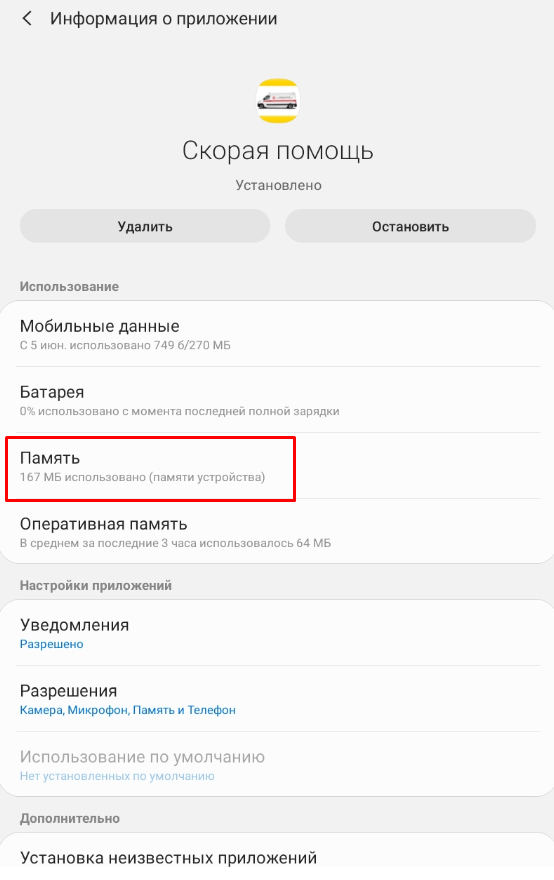 Информация о приложении
Скорая помощь
Установлено
Удалить
Остановить
Использование
Мобильные данные
С 5 июн. использовано 749 б/270 МБ
Батарея
0% использовано с момента последней полной зарядки
Память
167 МБ использовано (памяти устройства)
Оперативная память
В среднем за последние 3 часа использовалось 64 МБ
Настройки приложений
Уведомления
Разрешено
Разрешения
Камера, Микрофон, Память и Телефон
Использование по умолчанию
Нет установленных по умолчанию
Дополнительно
Установка неизвестных приложений